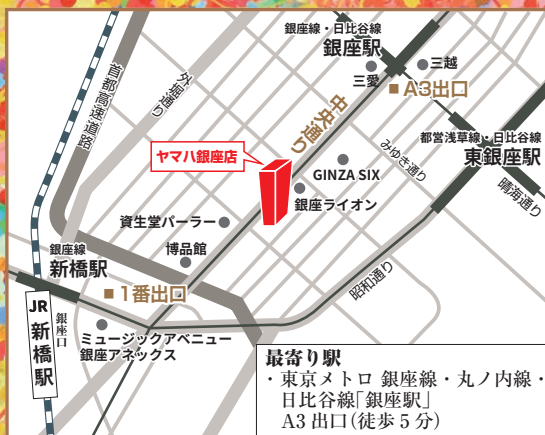 銀座線・日比谷線
銀座駅
三越
三愛
A3出口
首都高速道路
外堀通り
中央通り
都営浅草線・日比谷線
東銀座駅
みゆき通り
晴海通り
ヤマハ銀座店
GINZA SIX
銀座ライオン
資生堂パーラー
博品館
銀座線
新橋駅
1番出口
昭和通り
JR新橋駅
銀座口
ミュージックアベニュー
銀座アネックス
最寄り駅
・東京メトロ 銀座線・丸ノ内線・
日比谷線「銀座駅」
A3出口(徒歩5分)